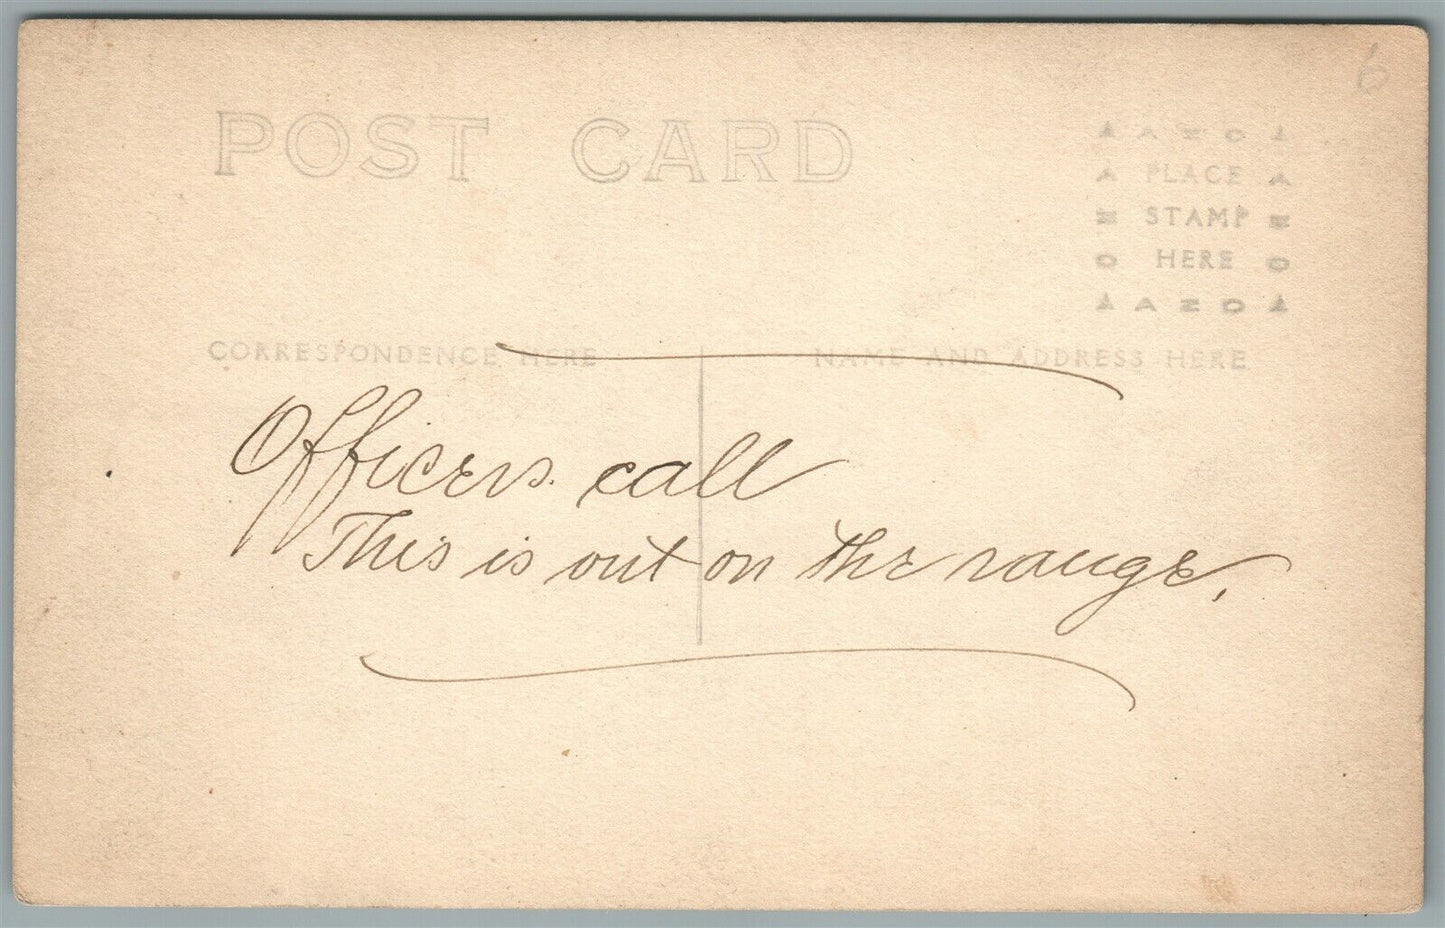 6
POST CARD
AZO
PLACE
STAMP
HERE
CORRESPONDENCE HERE
NAME AND ADDRESS HERE
Officers. call
This is out on the range.